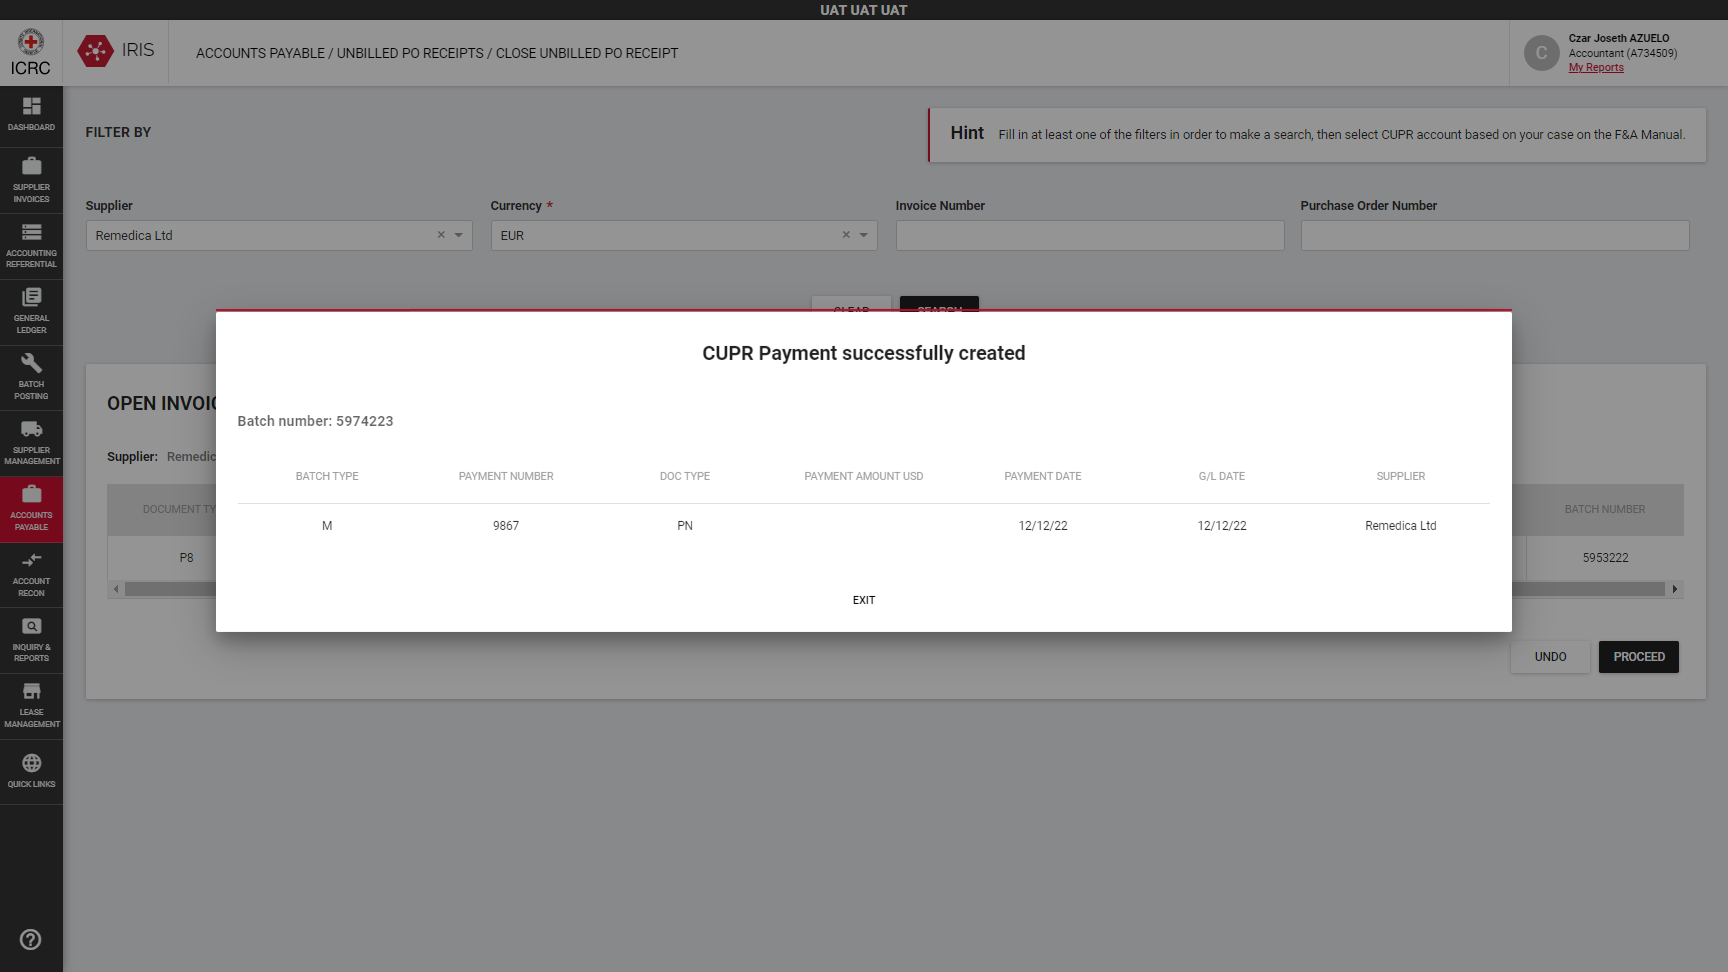 UAT UAT UAT
ICRC
IRIS
ACCOUNTS PAYABLE / UNBILLED PO RECEIPTS / CLOSE UNBILLED PO RECEIPT
C
Czar Joseth AZUELO
Accountant (A734509)
My Reports
DASHBOARD
SUPPLIER
INVOICES
ACCOUNTING
REFERENTIAL
GENERAL
LEDGER
BATCH
POSTING
SUPPLIER
MANAGEMENT
ACCOUNTS
PAYABLE
ACCOUNT
RECON
INQUIRY &
REPORTS
LEASE
MANAGEMENT
QUICK LINKS
FILTER BY
Hint Fill in at least one of the filters in order to make a search, then select CUPR account based on your case on the F&A Manual.
Supplier Currency * Invoice Number Purchase Order Number
Remedica Ltd EUR
CLEAR SEARCH
OPEN INVOIC
Supplier: Remedic
DOCUMENT TY BATCH NUMBER
P8 5953222
UNDO PROCEED
CUPR Payment successfully created
Batch number: 5974223
BATCH TYPE PAYMENT NUMBER DOC TYPE PAYMENT AMOUNT USD PAYMENT DATE G/L DATE SUPPLIER
M 9867 PN 12/12/22 12/12/22 Remedica Ltd
EXIT